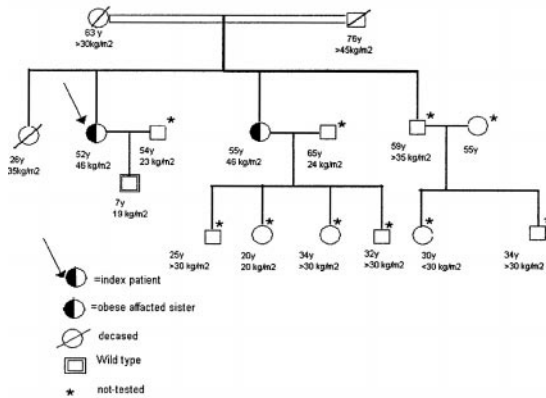 63 y
>30kg/m2
76y
>45kg/m2
*
*
*
26y
35kg/m2
52y
46 kg/m2
54y
23 kg/m2
55y
46 kg/m2
65y
24 kg/m2
59y
>35 kg/m2
55y
7y
19 kg/m2
*
*
*
*
*
*
25y
>30 kg/m2
20y
20 kg/m2
34y
>30 kg/m2
32y
>30 kg/m2
30y
<30 kg/m2
34y
>30 kg/m2
=index patient
=obese affacted sister
decased
Wild type
* not-tested